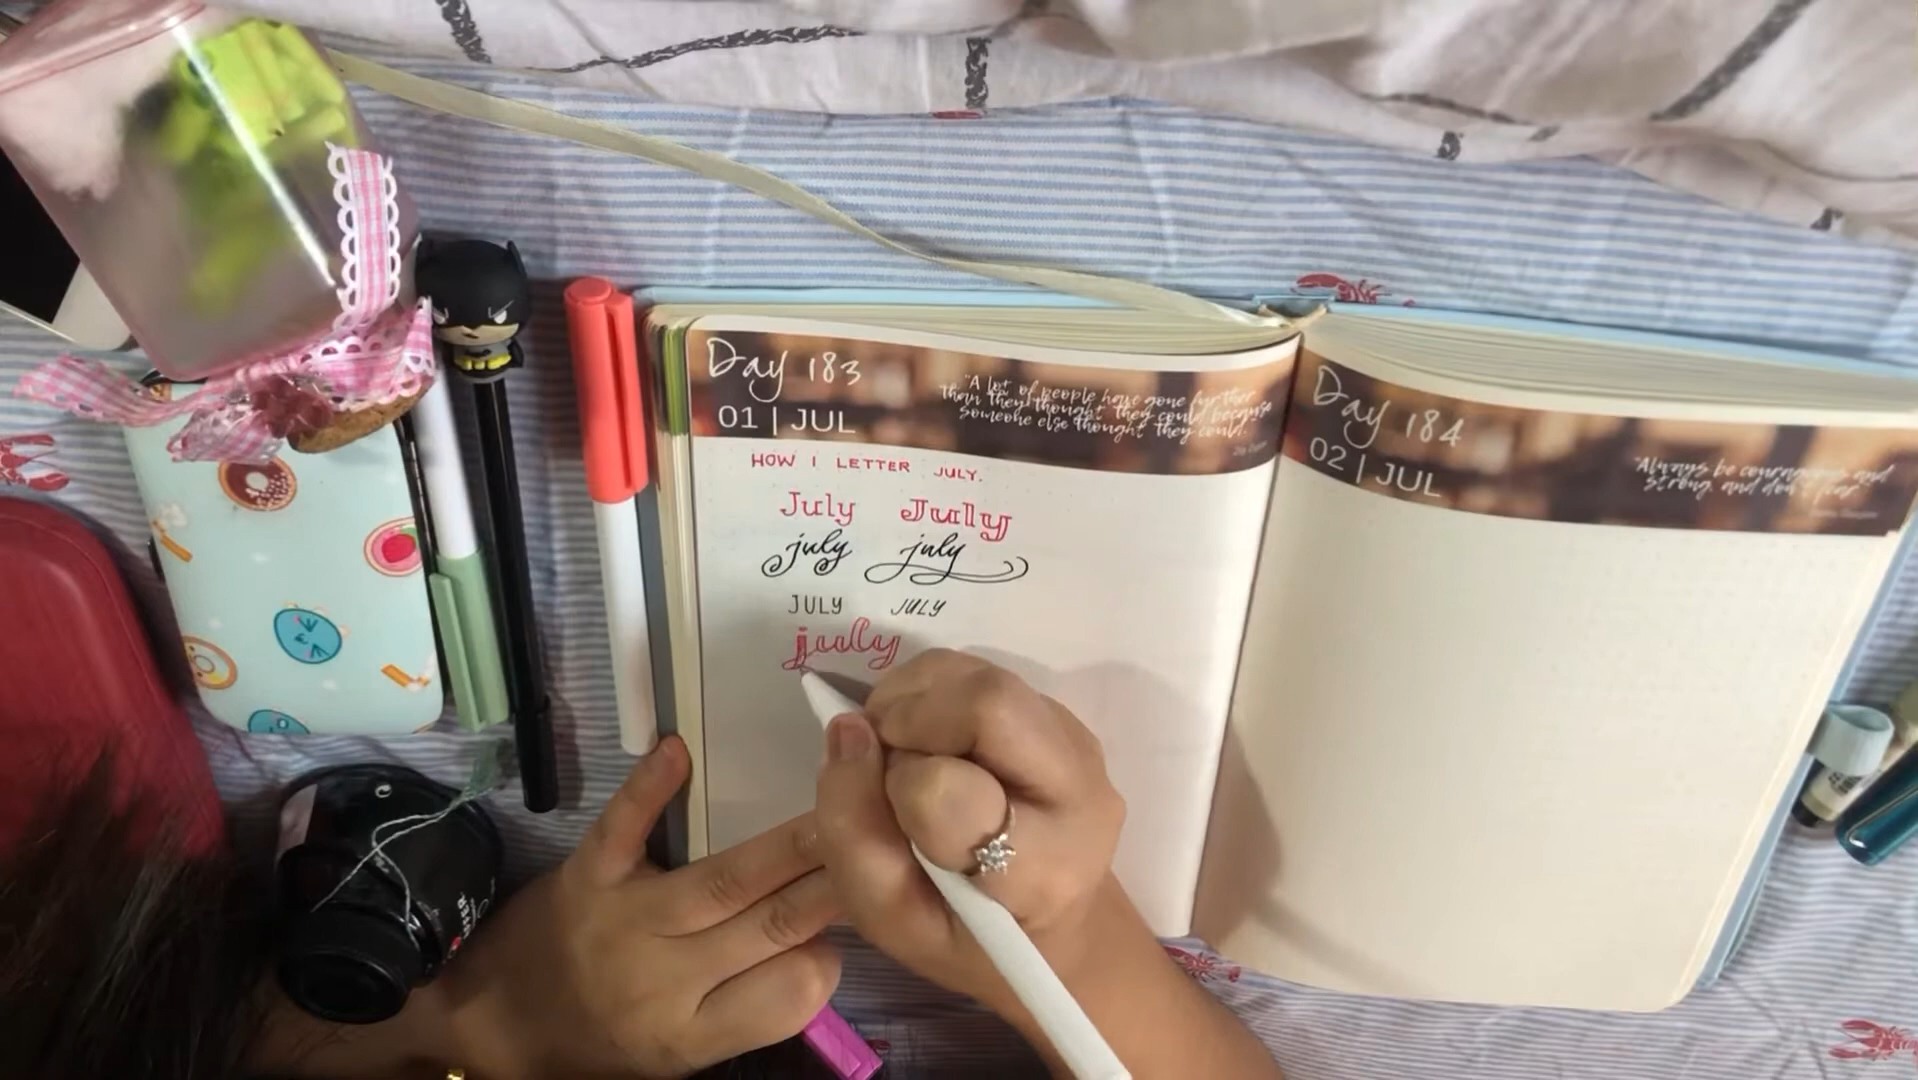 Day 183
01 | JUL
"A lot of people have gone further
than they thought they could because
someone else thought they could."
HOW I LETTER JULY.
July July
july july
JULY JULY
july
Day 184
02 | JUL
"Always be courageous and
strong, and don't fear"